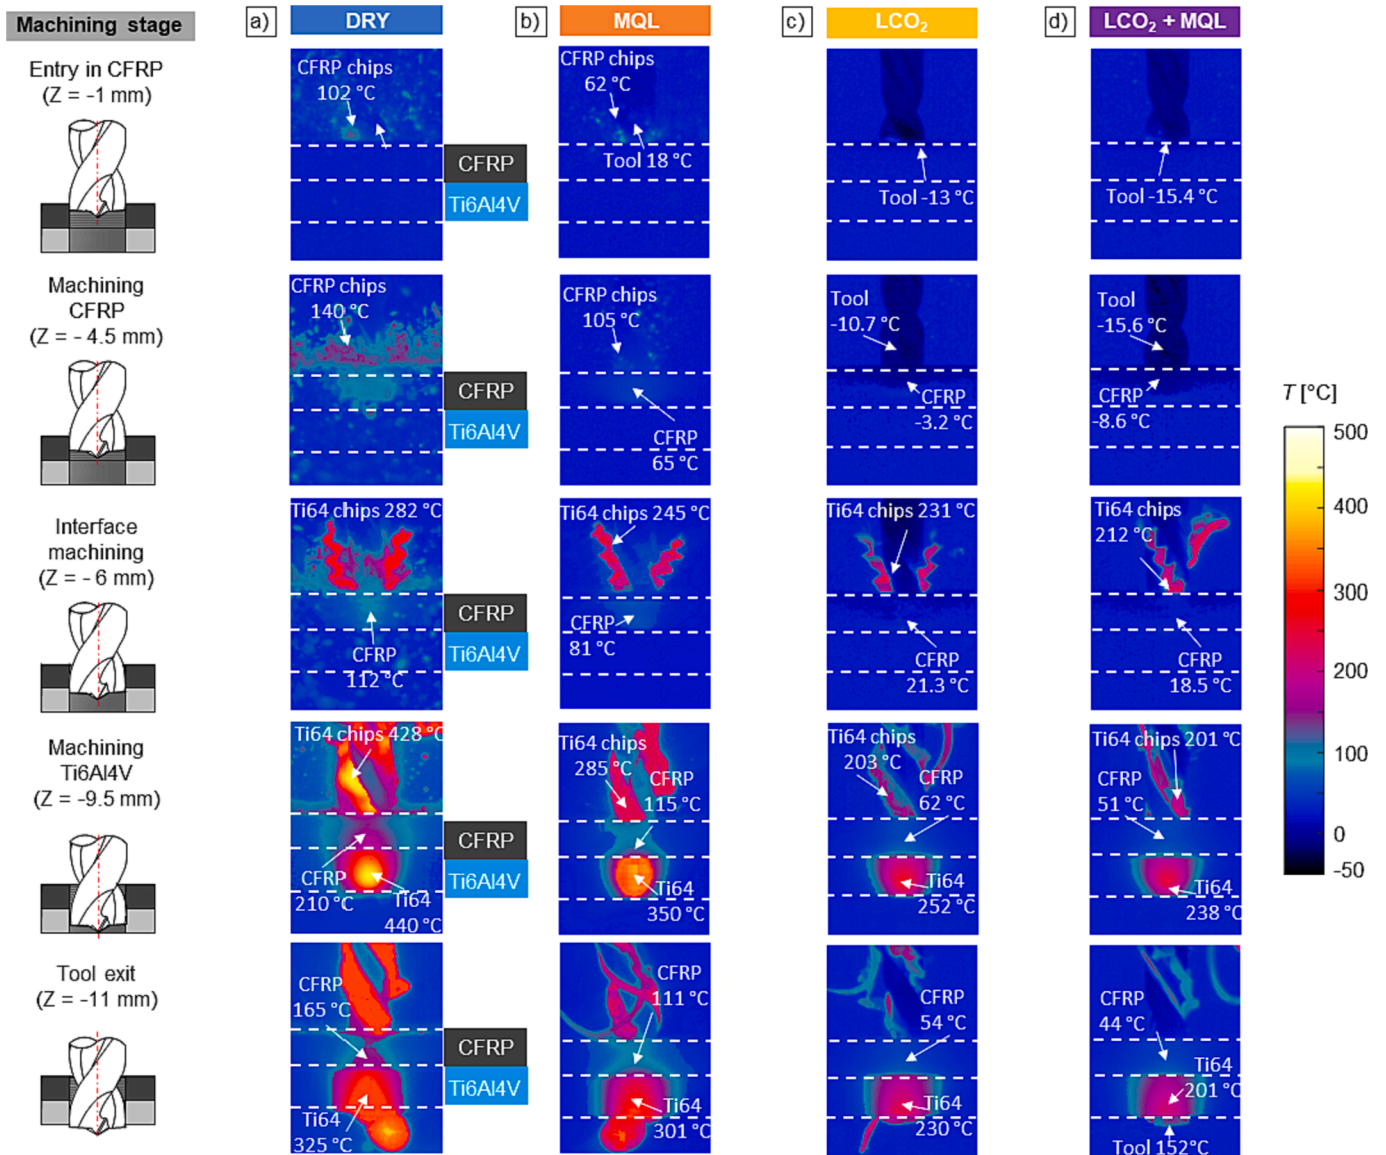 Machining stage
a)
DRY
b)
MQL
c)
LCO₂
d)
LCO₂ + MQL
Entry in CFRP
(Z = -1 mm)
CFRP chips
102 °C
CFRP chips
62 °C
Tool 18 °C
Tool -13 °C
Tool -15.4 °C
CFRP
Ti6Al4V
Machining
CFRP
(Z = - 4.5 mm)
CFRP chips
140 °C
CFRP chips
105 °C
CFRP
65 °C
Tool
-10.7 °C
CFRP
-3.2 °C
Tool
-15.6 °C
CFRP
-8.6 °C
CFRP
Ti6Al4V
Interface
machining
(Z = - 6 mm)
Ti64 chips 282 °C
CFRP
112 °C
Ti64 chips 245 °C
CFRP
81 °C
Ti64 chips 231 °C
CFRP
21.3 °C
Ti64 chips
212 °C
CFRP
18.5 °C
CFRP
Ti6Al4V
Machining
Ti6Al4V
(Z = -9.5 mm)
Ti64 chips 428 °C
CFRP
210 °C
Ti64
440 °C
Ti64 chips
285 °C
CFRP
115 °C
Ti64
350 °C
Ti64 chips
203 °C
CFRP
62 °C
Ti64
252 °C
Ti64 chips 201 °C
CFRP
51 °C
Ti64
238 °C
CFRP
Ti6Al4V
Tool exit
(Z = -11 mm)
CFRP
165 °C
Ti64
325 °C
CFRP
111 °C
Ti64
301 °C
CFRP
54 °C
Ti64
230 °C
CFRP
44 °C
Ti64
201 °C
Tool 152°C
CFRP
Ti6Al4V
T [°C]
500
400
300
200
100
0
-50